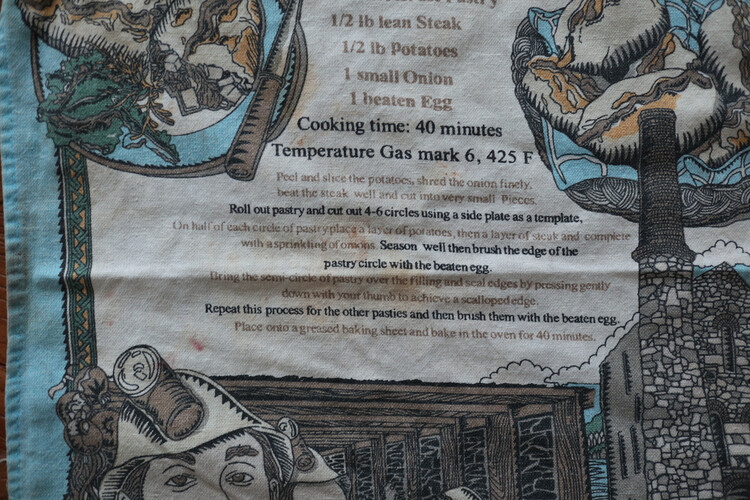 Pastry
1/2 lb lean Steak
1/2 lb Potatoes
1 small Onion
1 beaten Egg
Cooking time: 40 minutes
Temperature Gas mark 6, 425 F
Peel and slice the potatoes, shred the onion finely,
beat the steak well and cut into very small Pieces.
Roll out pastry and cut out 4-6 circles using a side plate as a template,
On half of each circle of pastry place a layer of potatoes, then a layer of steak and complete
with a sprinkling of onions. Season well then brush the edge of the
pastry circle with the beaten egg.
Bring the semi-circle of pastry over the filling and seal edges by pressing gently
down with your thumb to achieve a scalloped edge.
Repeat this process for the other pasties and then brush them with the beaten egg.
Place onto a greased baking sheet and bake in the oven for 40 minutes.